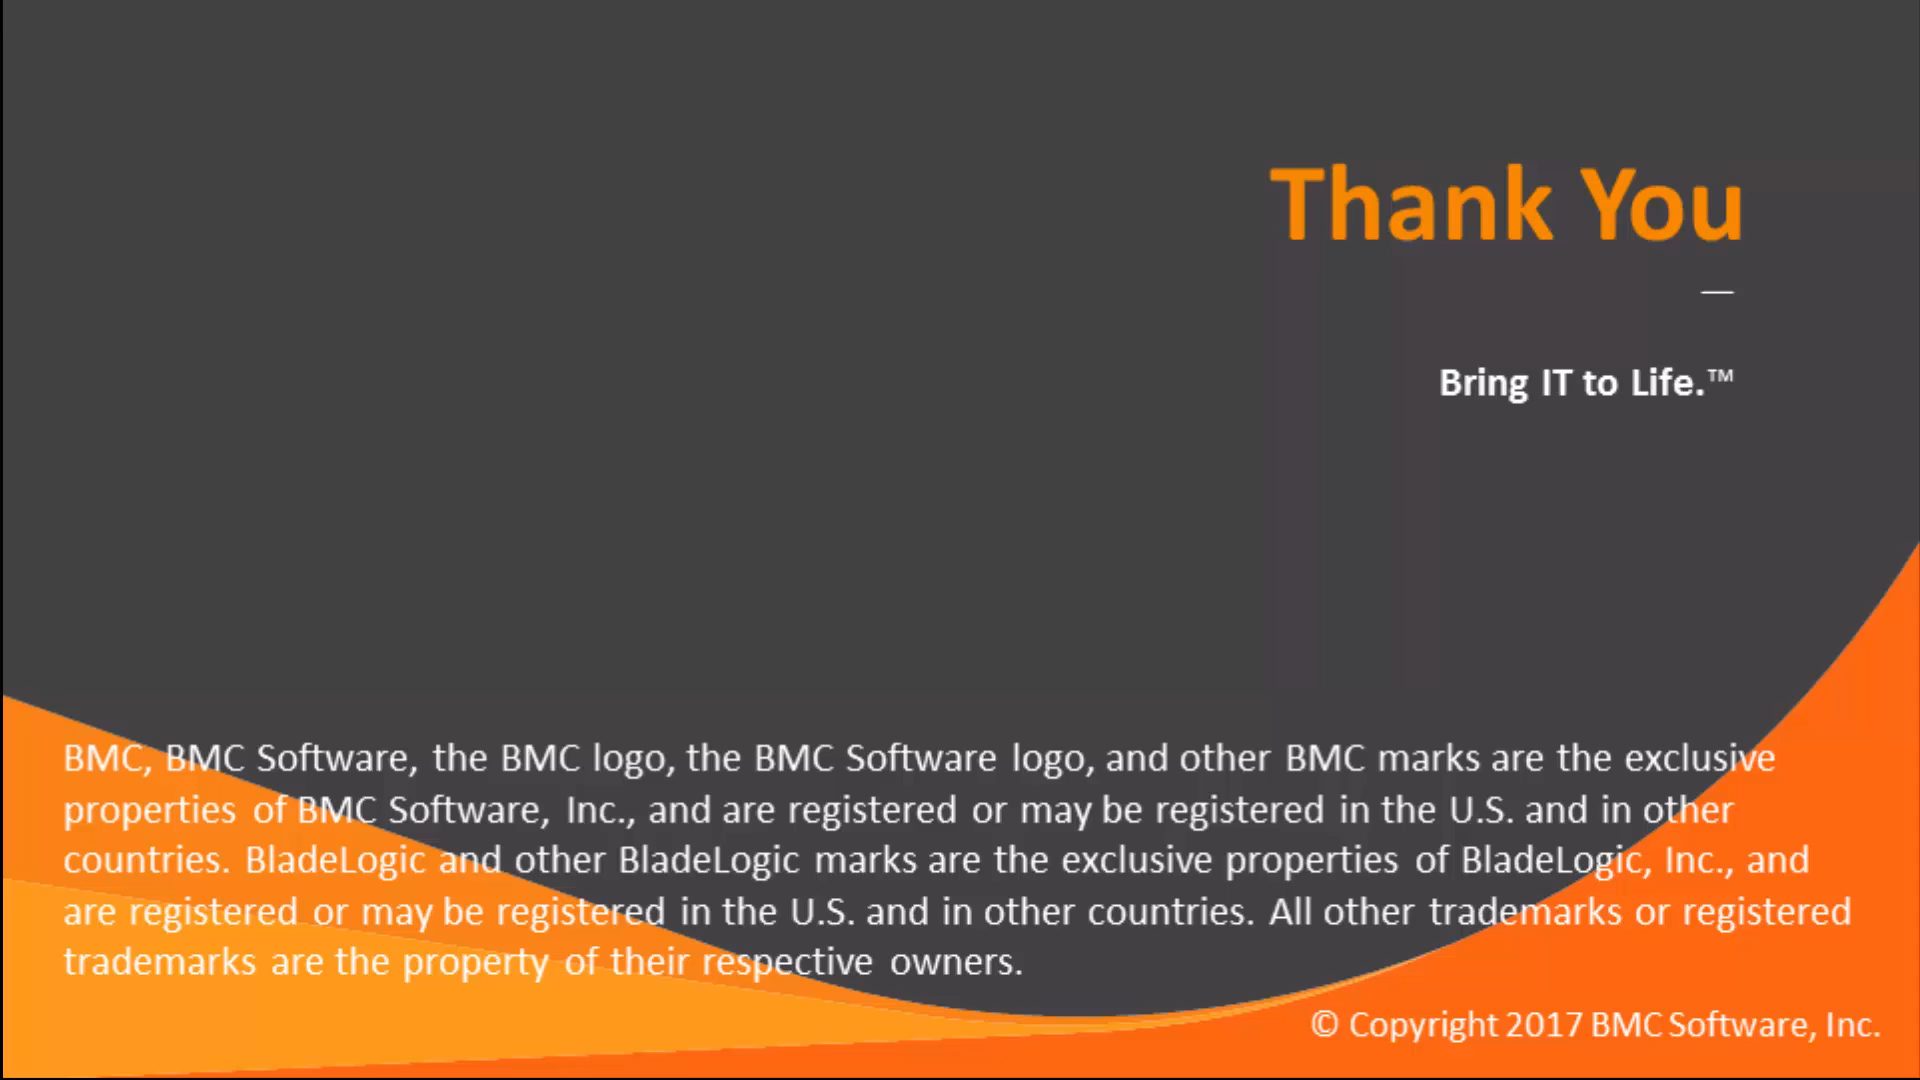 Thank You
Bring IT to Life.™
BMC, BMC Software, the BMC logo, the BMC Software logo, and other BMC marks are the exclusive
properties of BMC Software, Inc., and are registered or may be registered in the U.S. and in other
countries. BladeLogic and other BladeLogic marks are the exclusive properties of BladeLogic, Inc., and
are registered or may be registered in the U.S. and in other countries. All other trademarks or registered
trademarks are the property of their respective owners.
© Copyright 2017 BMC Software, Inc.